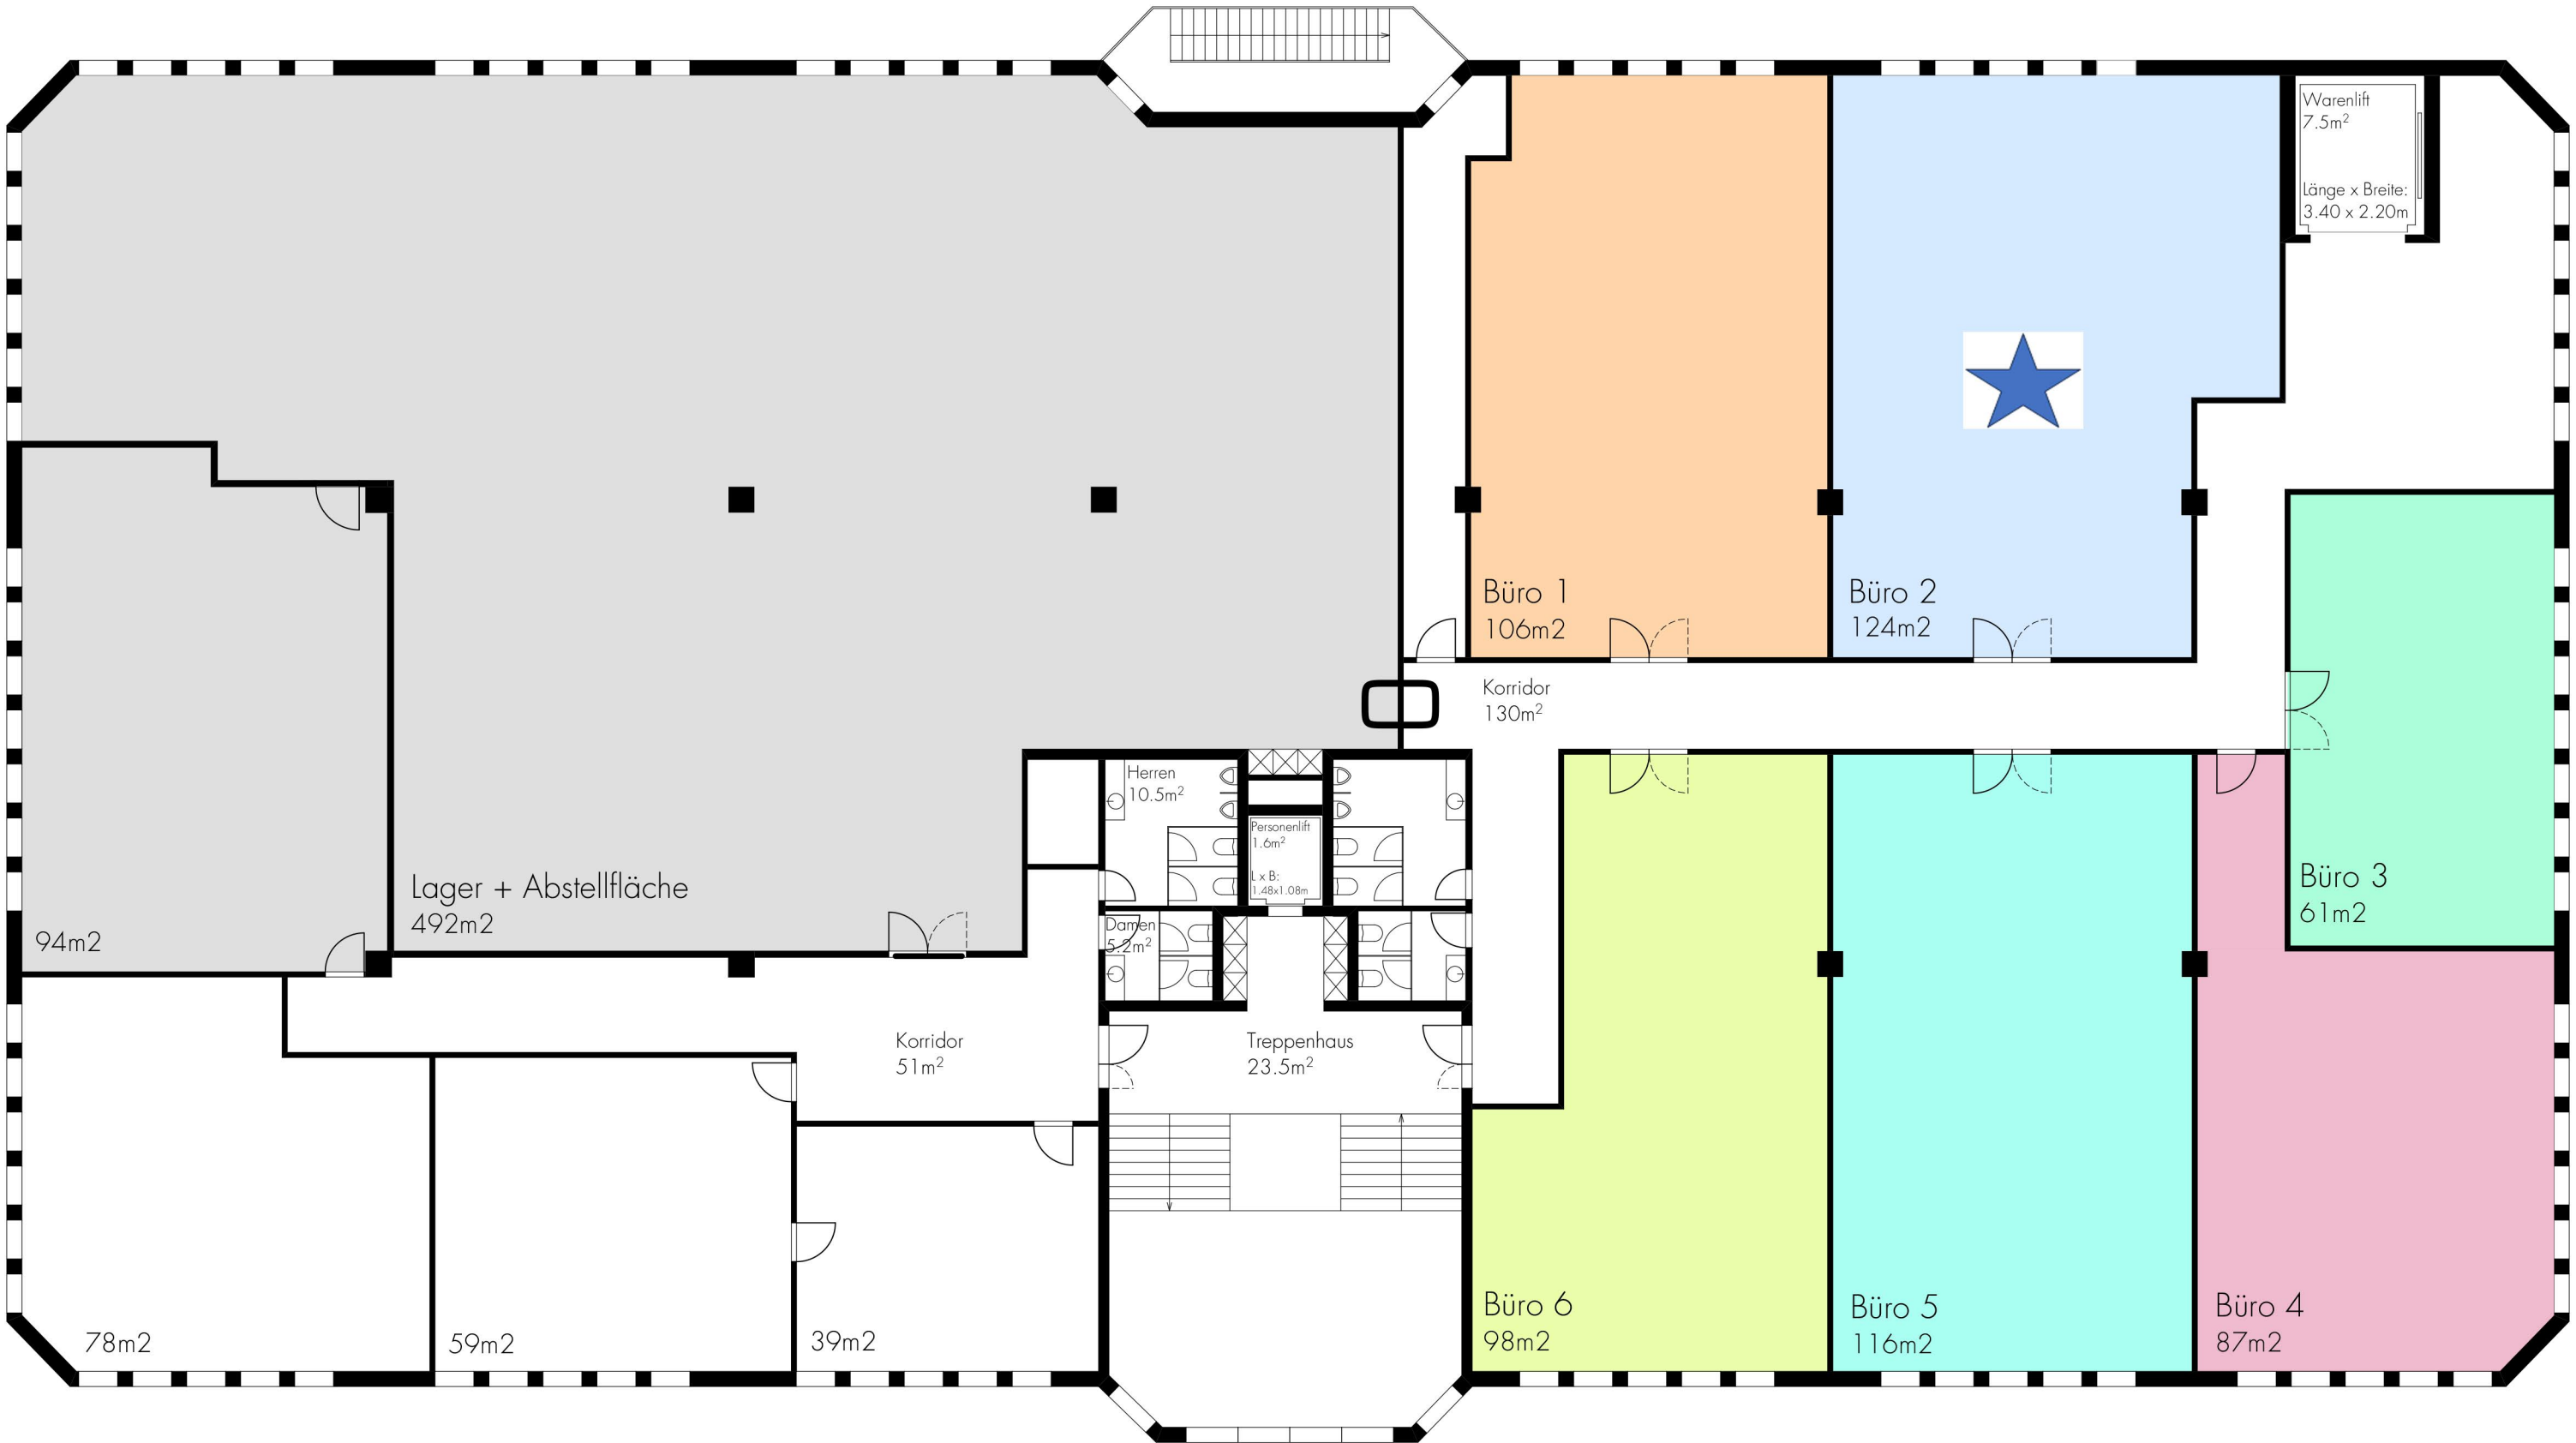 Warenlift
7.5m²
Länge x Breite:
3.40 x 2.20m
Büro 1
106m2
Büro 2
124m2
Korridor
130m²
Herren
10.5m²
Personenlift
1.6m²
L x B:
1.48x1.08m
Büro 3
61m2
Lager + Abstellfläche
492m2
94m2
Damen
5.2m²
Korridor
51m²
Treppenhaus
23.5m²
78m2
59m2
39m2
Büro 6
98m2
Büro 5
116m2
Büro 4
87m2